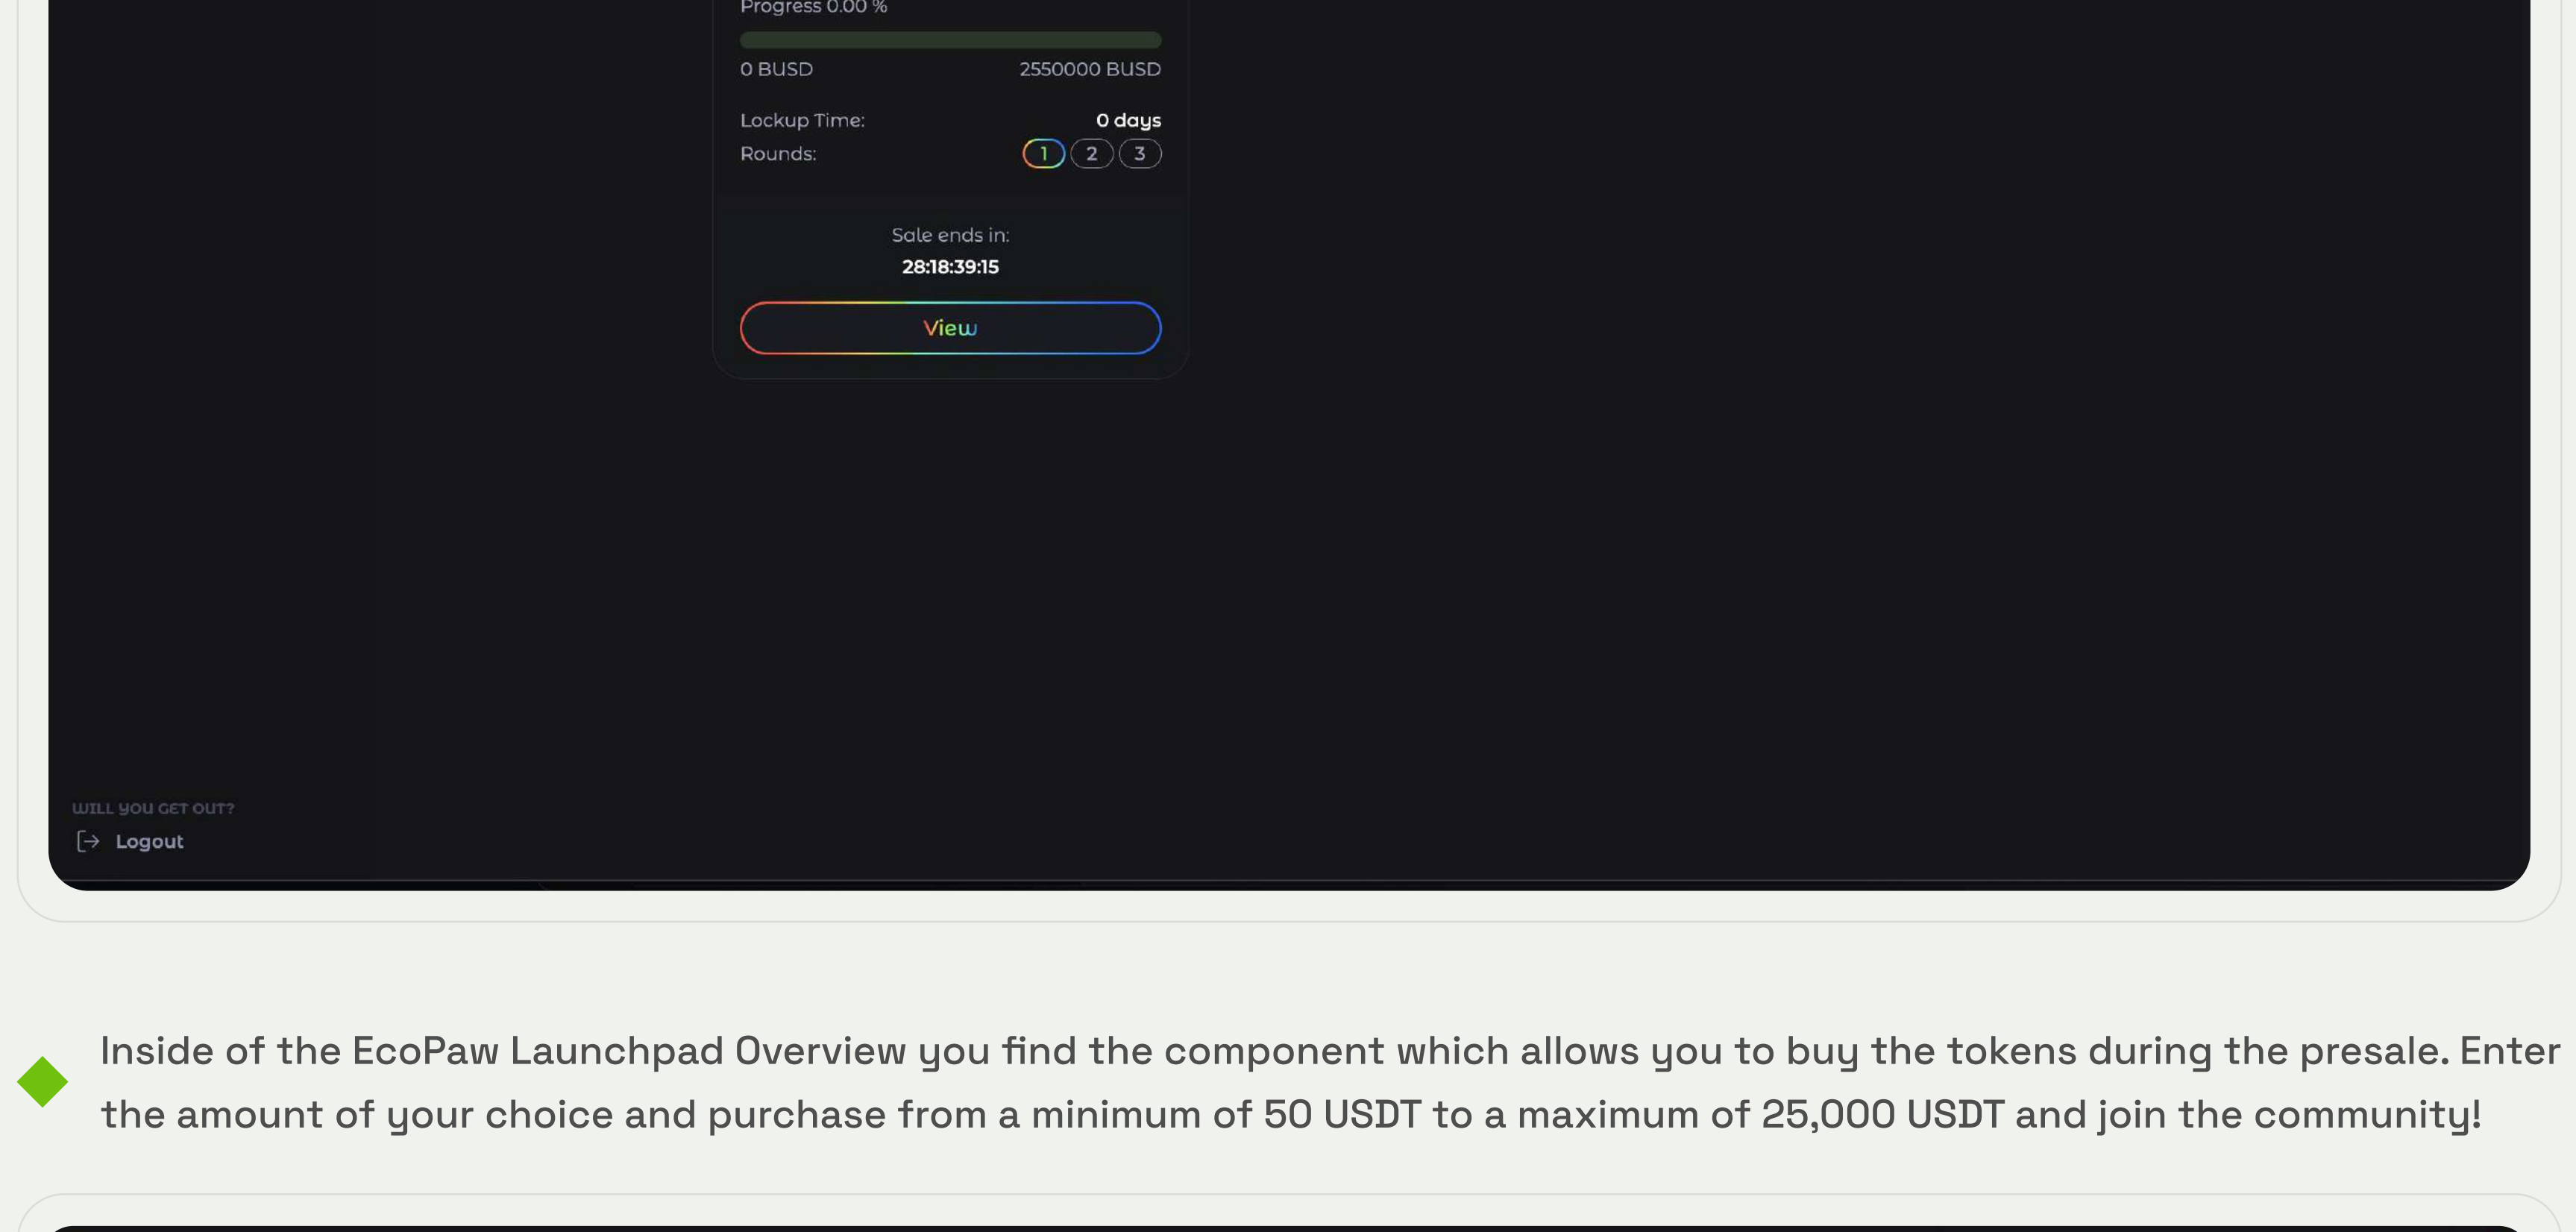 Progress 0.00 %
0 BUSD 2550000 BUSD
Lockup Time: 0 days
Rounds: 1 2 3
Sale ends in:
28:18:39:15
View
WILL YOU GET OUT?
Logout
Inside of the EcoPaw Launchpad Overview you find the component which allows you to buy the tokens during the presale. Enter
the amount of your choice and purchase from a minimum of 50 USDT to a maximum of 25,000 USDT and join the community!